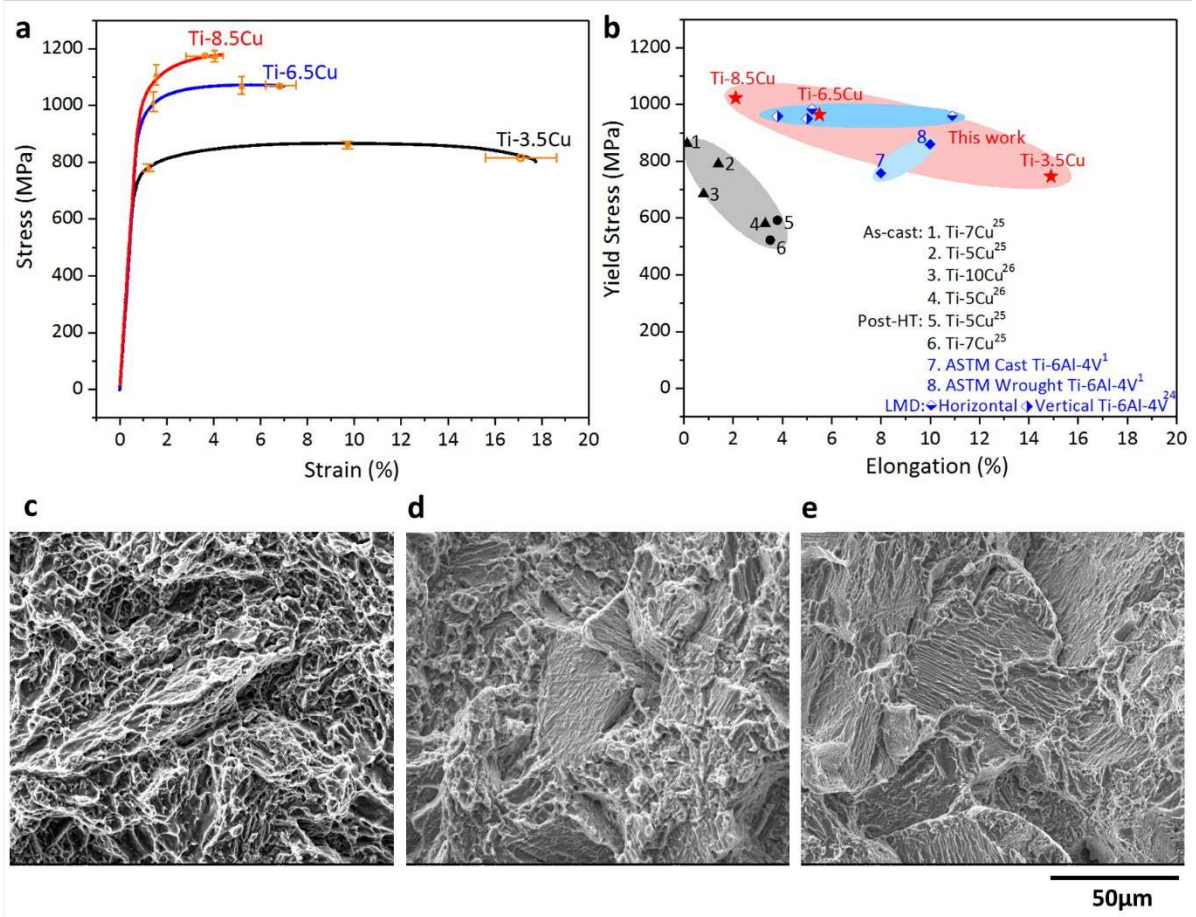 a
1200
1000
800
600
400
200
0
Stress (MPa)
Ti-8.5Cu
Ti-6.5Cu
Ti-3.5Cu
0 2 4 6 8 10 12 14 16 18 20
Strain (%)
b
1200
1000
800
600
400
200
0
Yield Stress (MPa)
Ti-8.5Cu
Ti-6.5Cu
This work
Ti-3.5Cu
1
2
3
4
5
6
7
8
As-cast: 1. Ti-7Cu²⁵
2. Ti-5Cu²⁵
3. Ti-10Cu²⁶
4. Ti-5Cu²⁶
Post-HT: 5. Ti-5Cu²⁵
6. Ti-7Cu²⁵
7. ASTM Cast Ti-6Al-4V¹
8. ASTM Wrought Ti-6Al-4V¹
LMD: Horizontal Vertical Ti-6Al-4V²⁴
0 2 4 6 8 10 12 14 16 18 20
Elongation (%)
c
d
e
50μm